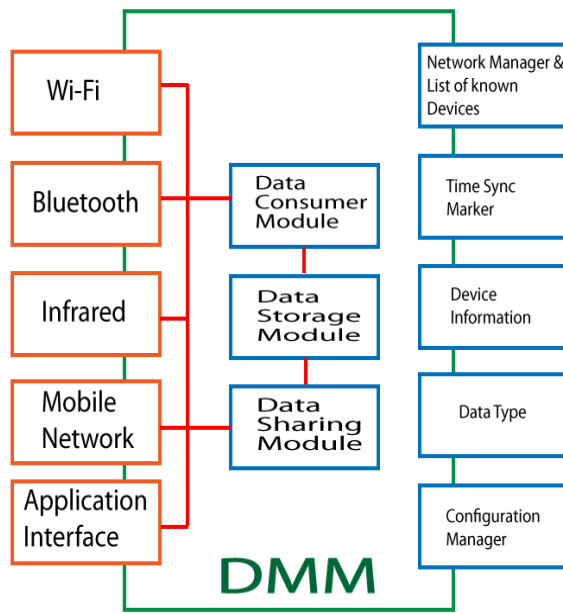 Wi-Fi
Bluetooth
Infrared
Mobile
Network
Application
Interface
Data
Consumer
Module
Data
Storage
Module
Data
Sharing
Module
Network Manager &
List of known
Devices
Time Sync
Marker
Device
Information
Data Type
Configuration
Manager
DMM